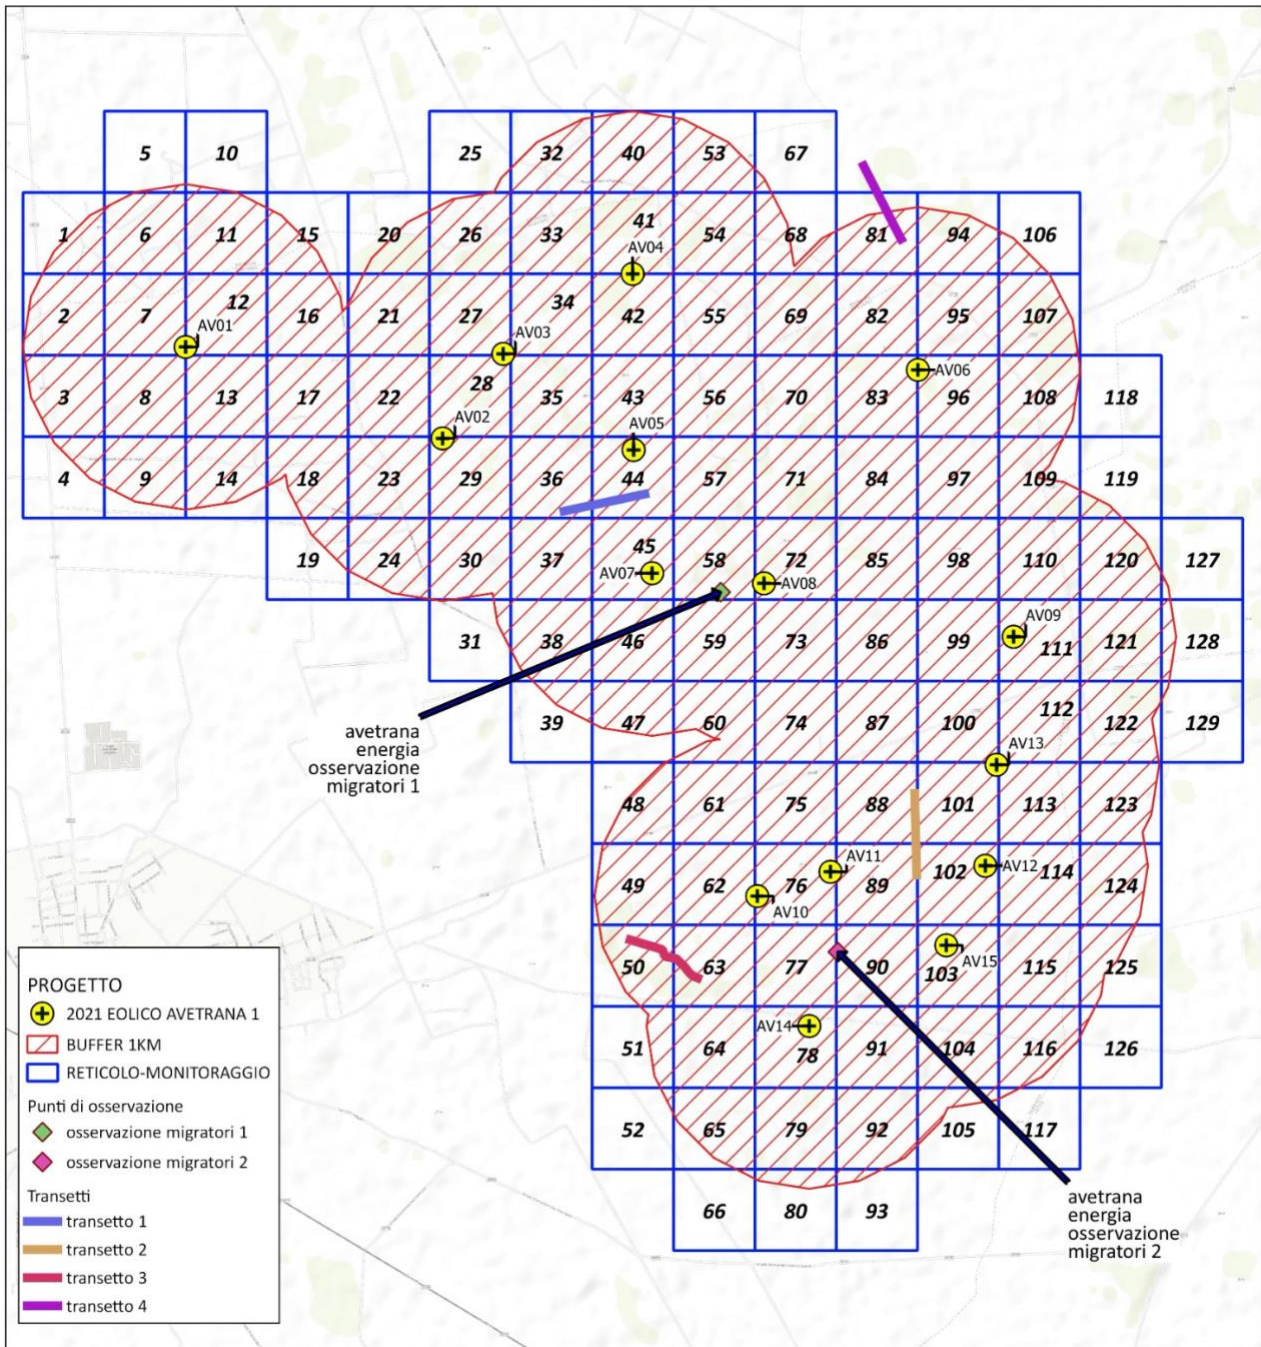 5 10 25 32 40 53 67
1 6 11 15 20 26 33 41 54 68 81 94 106
AV04
2 7 12 16 21 27 34 42 55 69 82 95 107
AV01 AV03
3 8 13 17 22 28 35 43 56 70 83 96 108 118
AV06
AV02 AV05
4 9 14 18 23 29 36 44 57 71 84 97 109 119
19 24 30 37 45 58 72 85 98 110 120 127
AV07 AV08
31 38 46 59 73 86 99 111 121 128
AV09
39 47 60 74 87 100 112 122 129
AV13
avetrana
energia
osservazione
migratori 1
48 61 75 88 101 113 123
AV11 AV12
49 62 76 89 102 114 124
AV10
50 63 77 90 103 115 125
AV15
AV14
51 64 78 91 104 116 126
52 65 79 92 105 117
66 80 93
avetrana
energia
osservazione
migratori 2
PROGETTO
2021 EOLICO AVETRANA 1
BUFFER 1KM
RETICOLO-MONITORAGGIO
Punti di osservazione
osservazione migratori 1
osservazione migratori 2
Transetti
transetto 1
transetto 2
transetto 3
transetto 4